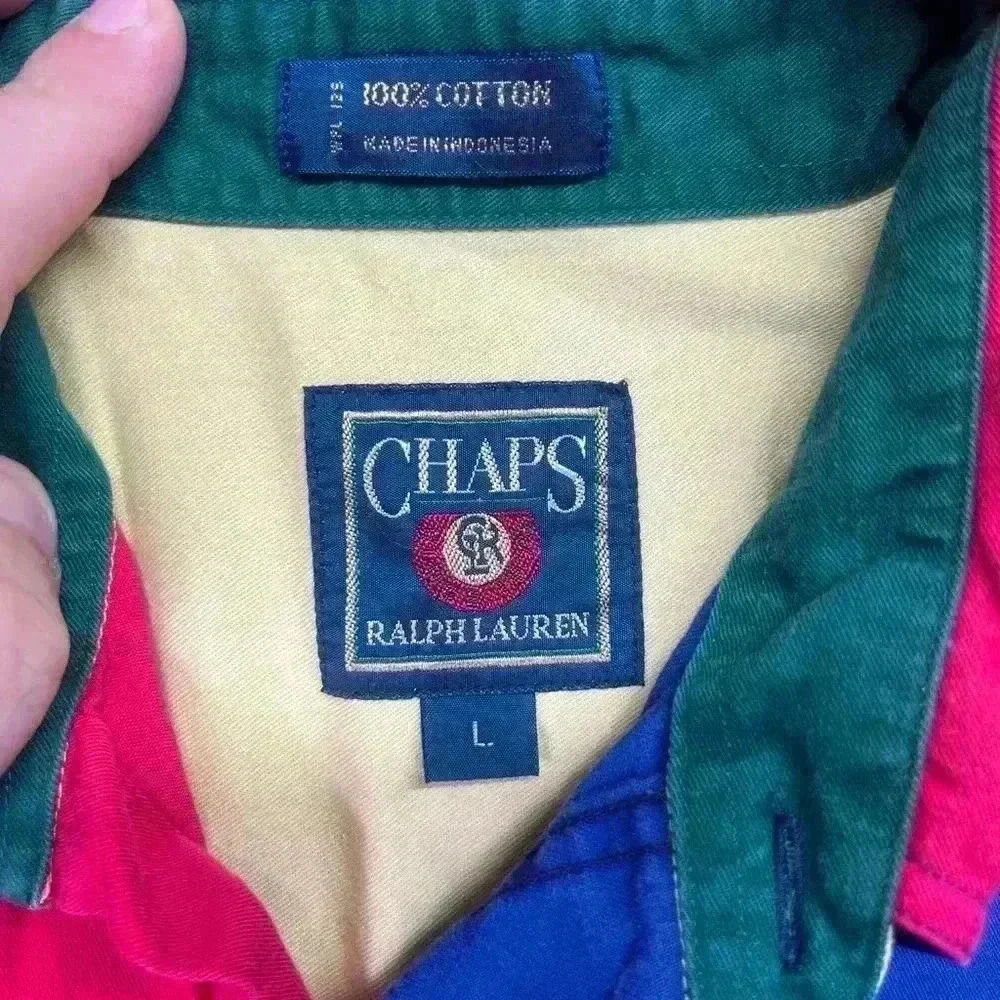 100% COTTON
MADE IN INDONESIA
CHAPS
RALPH LAUREN
L.